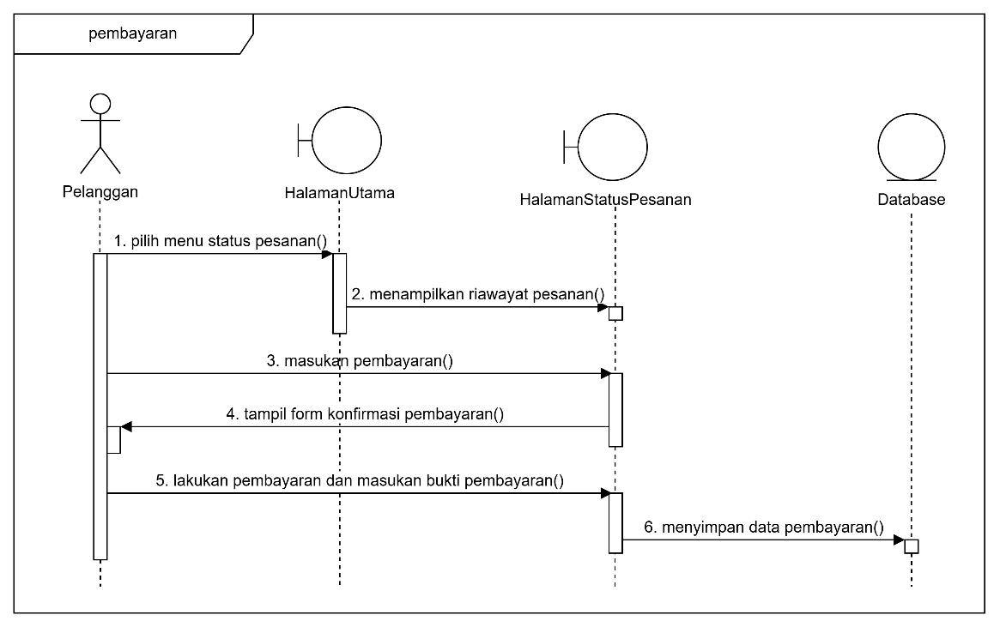 pembayaran
Pelanggan
HalamanUtama
HalamanStatusPesanan
Database
1. pilih menu status pesanan()
2. menampilkan riawayat pesanan()
3. masukan pembayaran()
4. tampil form konfirmasi pembayaran()
5. lakukan pembayaran dan masukan bukti pembayaran()
6. menyimpan data pembayaran()